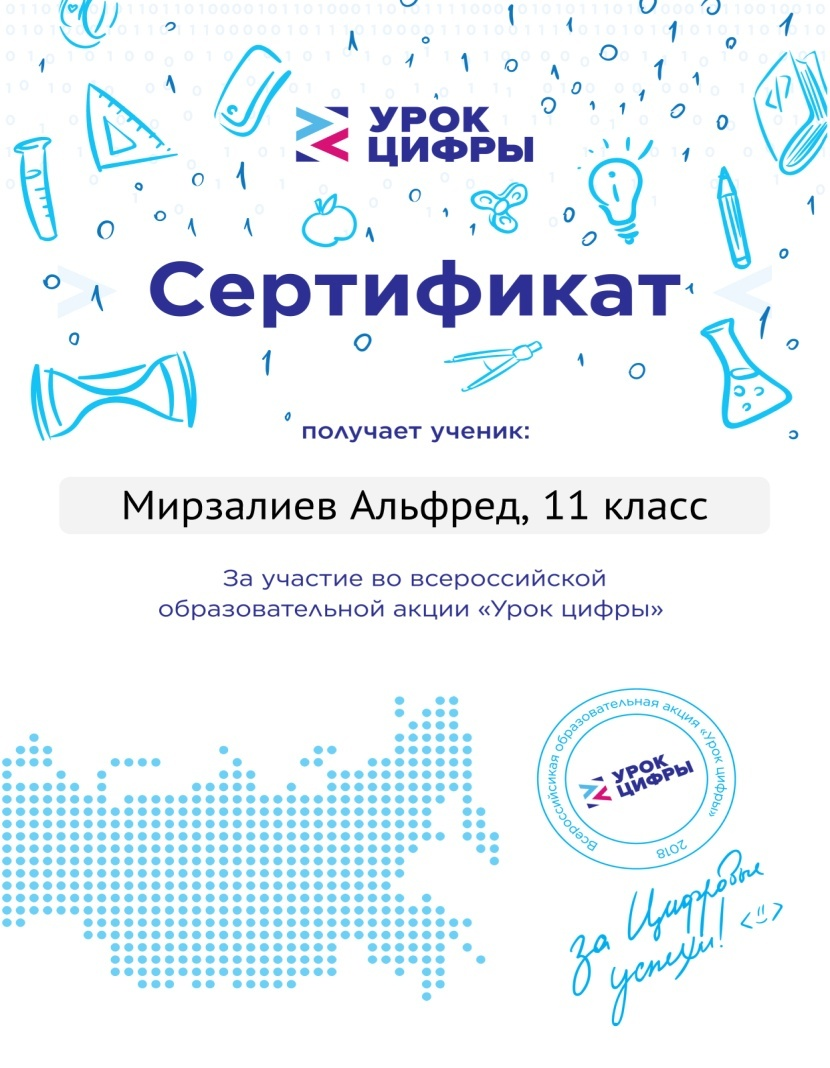 УРОК
ЦИФРЫ
Сертификат
получает ученик:
Мирзалиев Альфред, 11 класс
За участие во всероссийской
образовательной акции «Урок цифры»
Всероссийсикая образовательная акция «Урок цифры»
УРОК
ЦИФРЫ
2018
за Цифровые
успехи!